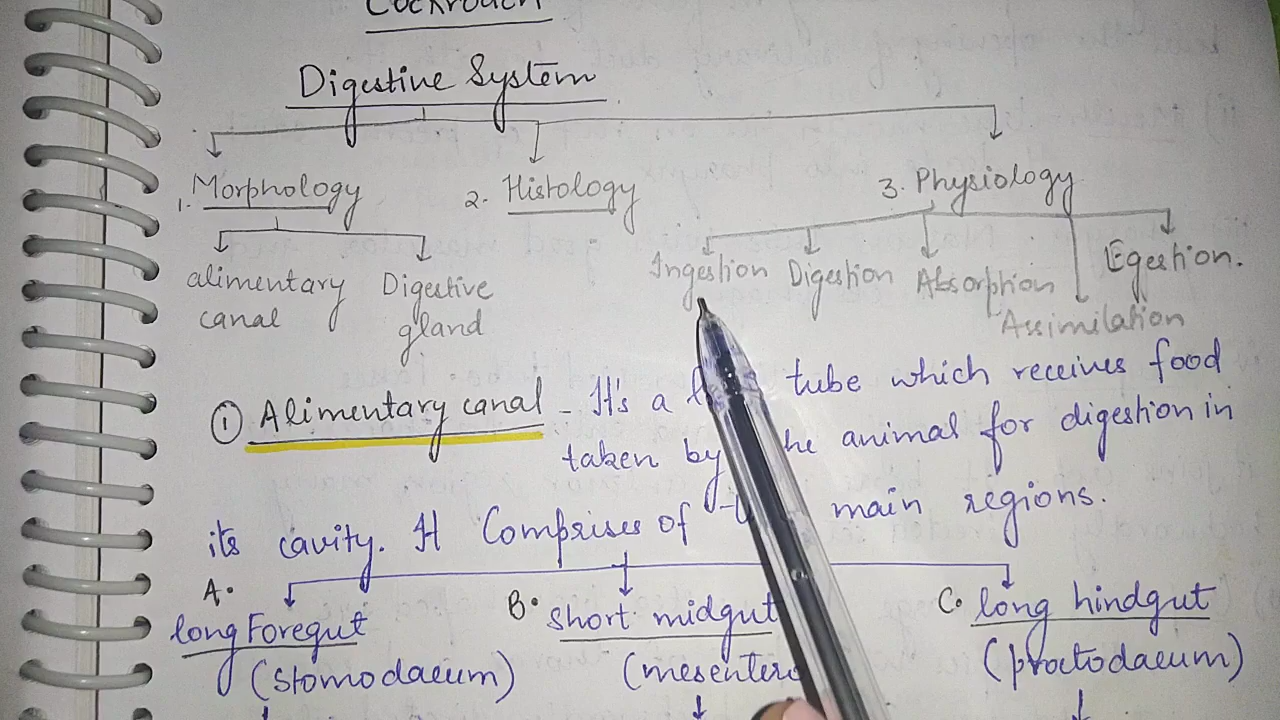 Cockroach
Digestive System
1. Morphology 2. Histology 3. Physiology
alimentary canal Digestive gland
Ingestion Digestion Absorption Assimilation Egestion.
① Alimentary canal - It's a tube which receives food
taken by the animal for digestion in
its cavity. It Comprises of main regions.
A. B. C.
long Foregut short midgut long hindgut
(stomodaeum) (mesentero (proctodaeum)